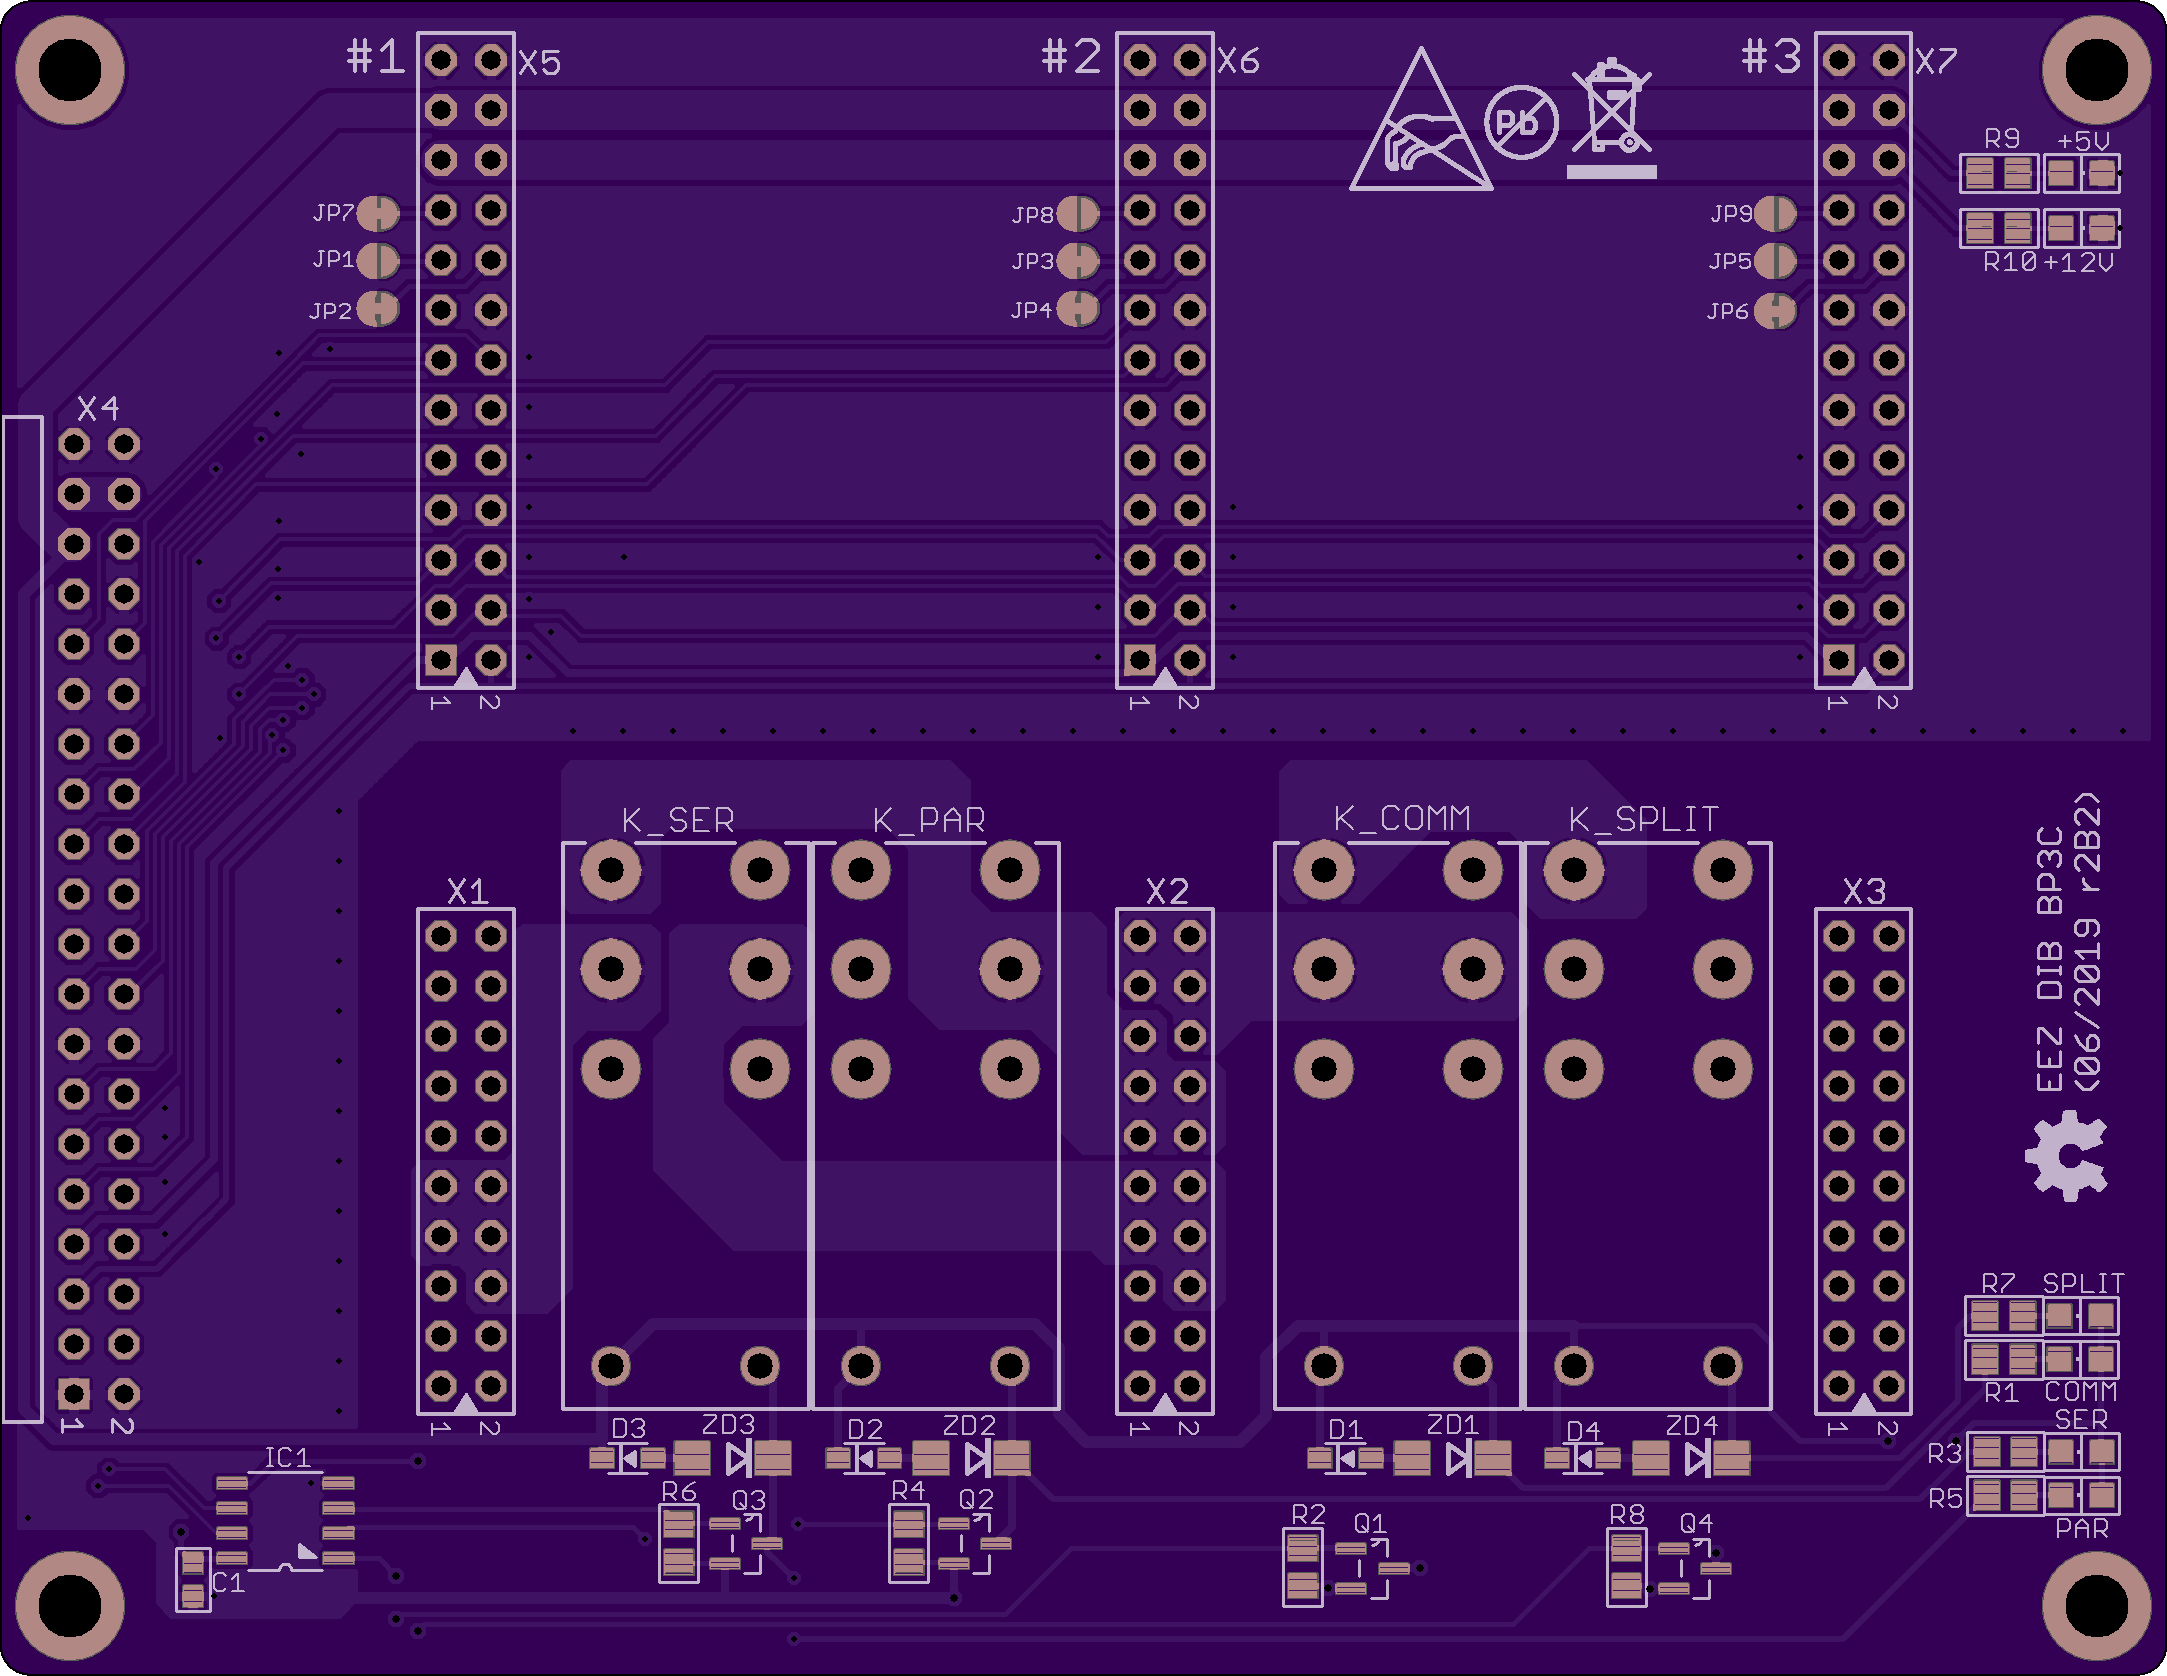 #1
X5
#2
X6
#3
X7
Pb
R9
+5V
R10
+12V
JP7
JP1
JP2
JP8
JP3
JP4
JP9
JP5
JP6
X4
1
2
1
2
1
2
K_SER
K_PAR
K_COMM
K_SPLIT
X1
X2
X3
EEZ DIB BP3C
(06/2019 r2B2)
R7
SPLIT
R1
COMM
SER
R3
R5
PAR
1
2
1
2
1
2
1
2
D3
ZD3
D2
ZD2
D1
ZD1
D4
ZD4
IC1
C1
R6
Q3
R4
Q2
R2
Q1
R8
Q4